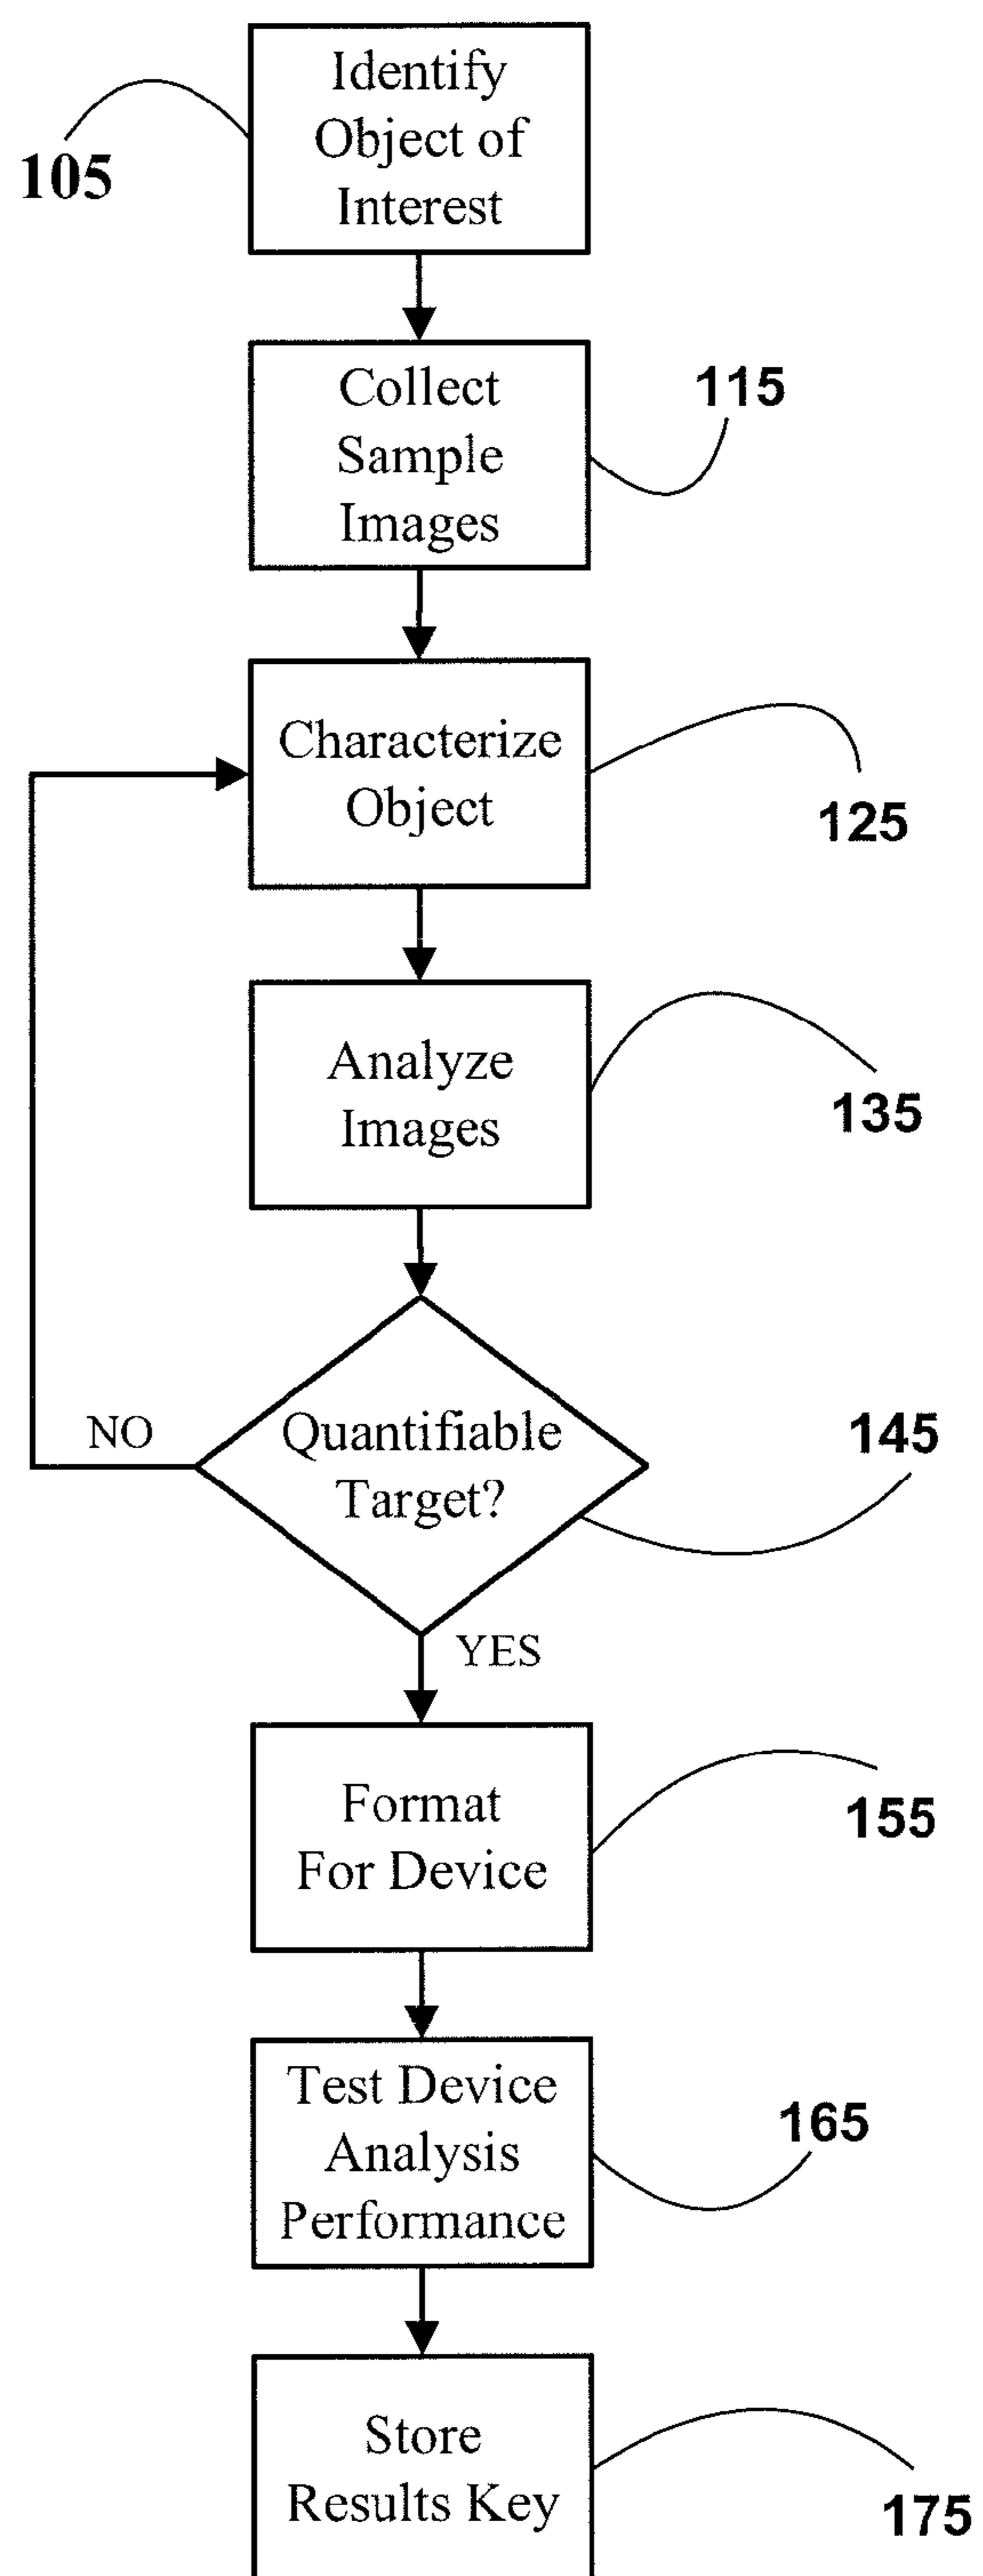 Identify
Object of
Interest
105
Collect
Sample
Images
115
Characterize
Object
125
Analyze
Images
135
NO
Quantifiable
Target?
145
YES
Format
For Device
155
Test Device
Analysis
Performance
165
Store
Results Key
175